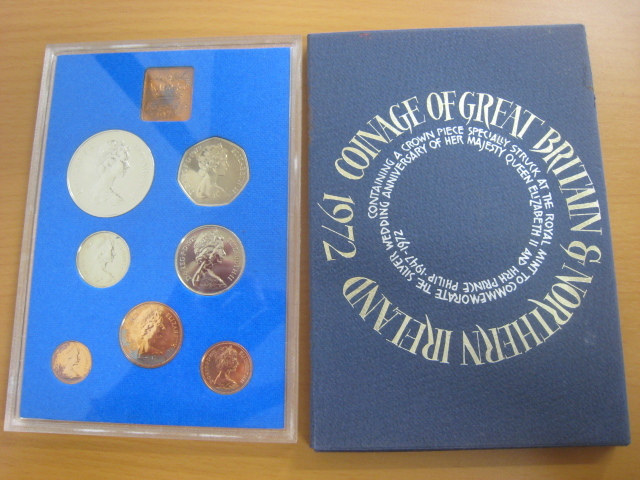 COINAGE OF GREAT BRITAIN & NORTHERN IRELAND 1972
CONTAINING A CROWN PIECE SPECIALLY STRUCK AT THE ROYAL MINT TO COMMEMORATE THE SILVER WEDDING
ANNIVERSARY OF HER MAJESTY QUEEN ELIZABETH II AND HRH PRINCE PHILIP · 1947-1972